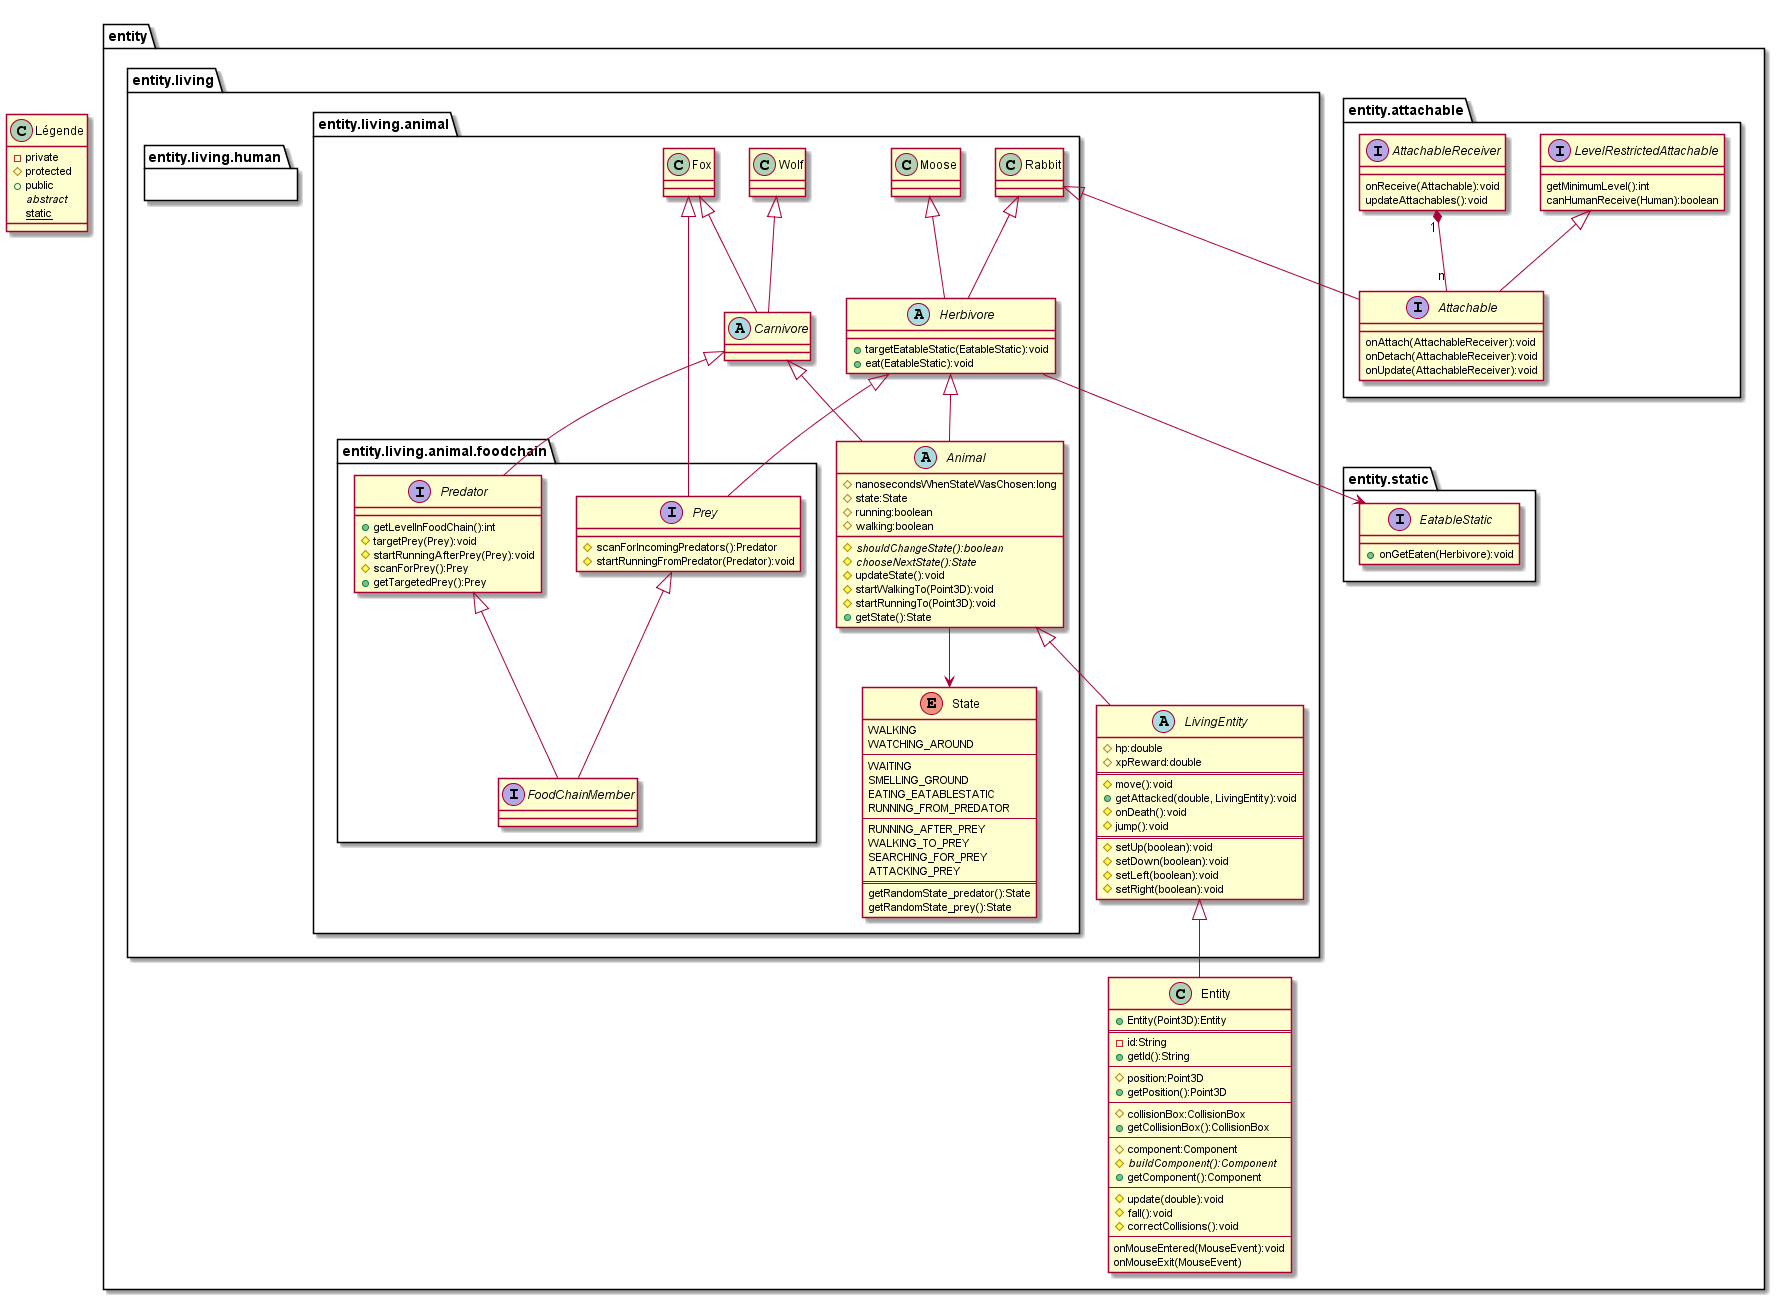 entity
entity.living
Légende
private
protected
public
abstract
static
entity.living.human
entity.living.animal
Fox
Wolf
Moose
Rabbit
entity.attachable
AttachableReceiver
onReceive(Attachable):void
updateAttachables():void
LevelRestrictedAttachable
getMinimumLevel():int
canHumanReceive(Human):boolean
1
n
Carnivore
Herbivore
targetEatableStatic(EatableStatic):void
eat(EatableStatic):void
Attachable
onAttach(AttachableReceiver):void
onDetach(AttachableReceiver):void
onUpdate(AttachableReceiver):void
entity.living.animal.foodchain
Predator
getLevelInFoodChain():int
targetPrey(Prey):void
startRunningAfterPrey(Prey):void
scanForPrey():Prey
getTargetedPrey():Prey
Prey
scanForIncomingPredators():Predator
startRunningFromPredator(Predator):void
Animal
nanosecondsWhenStateWasChosen:long
state:State
running:boolean
walking:boolean
shouldChangeState():boolean
chooseNextState():State
updateState():void
startWalkingTo(Point3D):void
startRunningTo(Point3D):void
getState():State
entity.static
EatableStatic
onGetEaten(Herbivore):void
FoodChainMember
State
WALKING
WATCHING_AROUND
WAITING
SMELLING_GROUND
EATING_EATABLESTATIC
RUNNING_FROM_PREDATOR
RUNNING_AFTER_PREY
WALKING_TO_PREY
SEARCHING_FOR_PREY
ATTACKING_PREY
getRandomState_predator():State
getRandomState_prey():State
LivingEntity
hp:double
xpReward:double
move():void
getAttacked(double, LivingEntity):void
onDeath():void
jump():void
setUp(boolean):void
setDown(boolean):void
setLeft(boolean):void
setRight(boolean):void
Entity
Entity(Point3D):Entity
id:String
getId():String
position:Point3D
getPosition():Point3D
collisionBox:CollisionBox
getCollisionBox():CollisionBox
component:Component
buildComponent():Component
getComponent():Component
update(double):void
fall():void
correctCollisions():void
onMouseEntered(MouseEvent):void
onMouseExit(MouseEvent)